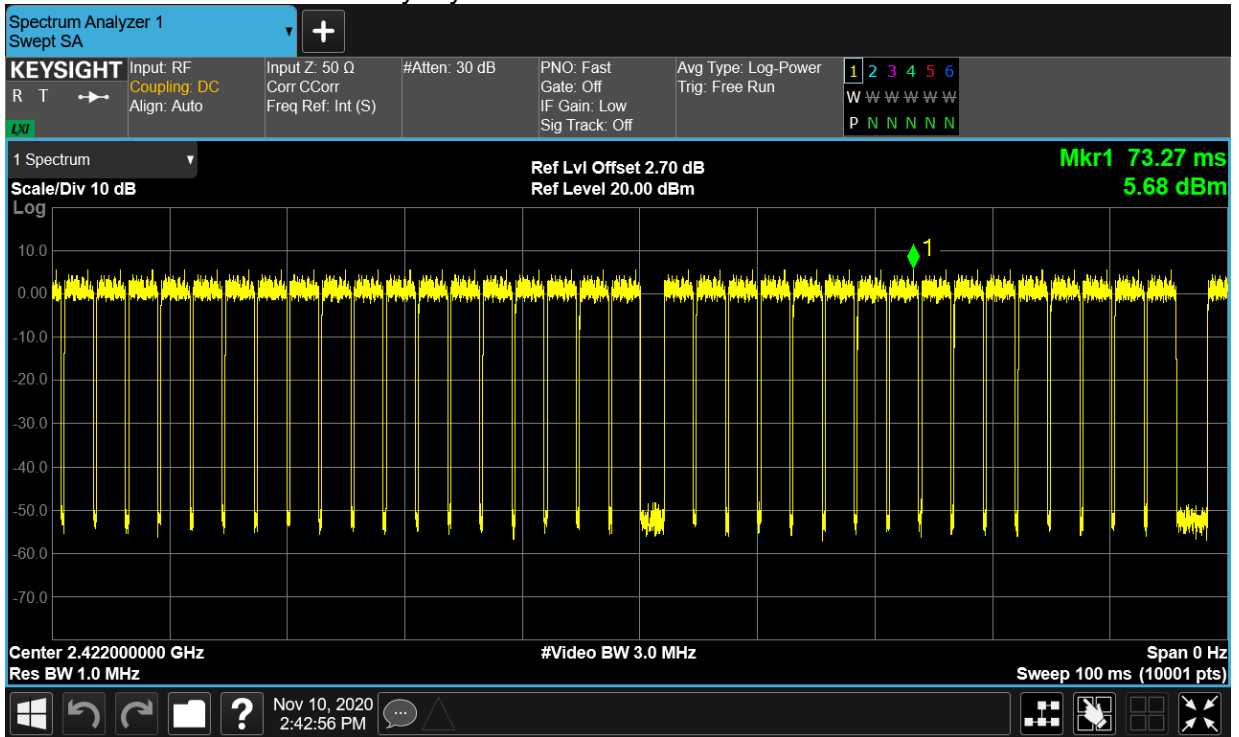 Spectrum Analyzer 1
Swept SA
+
KEYSIGHT
R T
LXI
Input: RF
Coupling: DC
Align: Auto
Input Z: 50 Ω
Corr CCorr
Freq Ref: Int (S)
#Atten: 30 dB
PNO: Fast
Gate: Off
IF Gain: Low
Sig Track: Off
Avg Type: Log-Power
Trig: Free Run
1 2 3 4 5 6
W W W W W W
P N N N N N
1 Spectrum
Scale/Div 10 dB
Log
Ref Lvl Offset 2.70 dB
Ref Level 20.00 dBm
Mkr1 73.27 ms
5.68 dBm
1
10.0
0.00
-10.0
-20.0
-30.0
-40.0
-50.0
-60.0
-70.0
Center 2.422000000 GHz
Res BW 1.0 MHz
#Video BW 3.0 MHz
Span 0 Hz
Sweep 100 ms (10001 pts)
?
Nov 10, 2020
2:42:56 PM